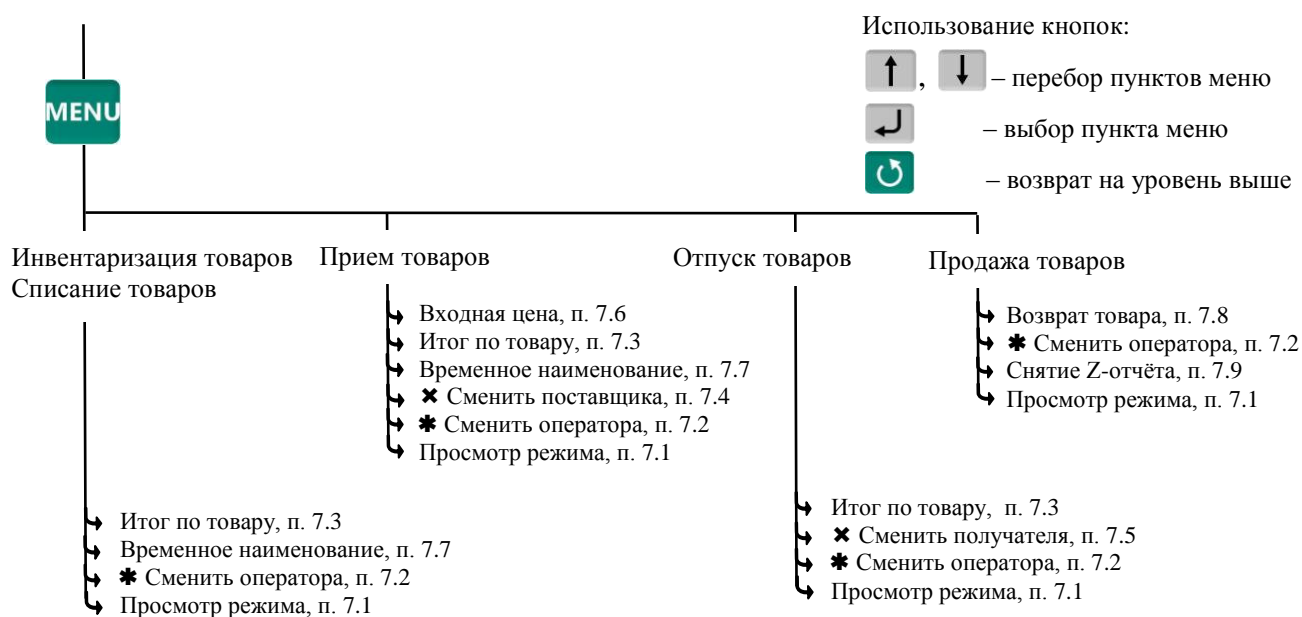 Использование кнопок:
, – перебор пунктов меню
MENU
– выбор пункта меню
– возврат на уровень выше
Инвентаризация товаров
Списание товаров
Итог по товару, п. 7.3
Временное наименование, п. 7.7
✱ Сменить оператора, п. 7.2
Просмотр режима, п. 7.1
Прием товаров
Входная цена, п. 7.6
Итог по товару, п. 7.3
Временное наименование, п. 7.7
✖ Сменить поставщика, п. 7.4
✱ Сменить оператора, п. 7.2
Просмотр режима, п. 7.1
Отпуск товаров
Итог по товару, п. 7.3
✖ Сменить получателя, п. 7.5
✱ Сменить оператора, п. 7.2
Просмотр режима, п. 7.1
Продажа товаров
Возврат товара, п. 7.8
✱ Сменить оператора, п. 7.2
Снятие Z-отчёта, п. 7.9
Просмотр режима, п. 7.1